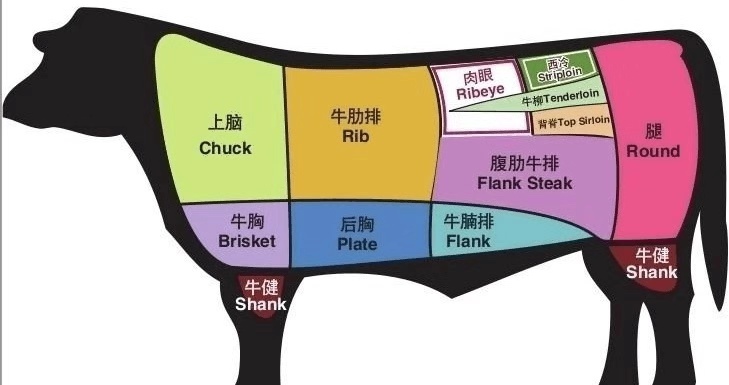 上脑
Chuck
牛肋排
Rib
肉眼
Ribeye
西冷
Striploin
牛柳Tenderloin
背脊Top Sirloin
腹肋牛排
Flank Steak
腿
Round
牛胸
Brisket
后胸
Plate
牛腩排
Flank
牛健
Shank
牛健
Shank